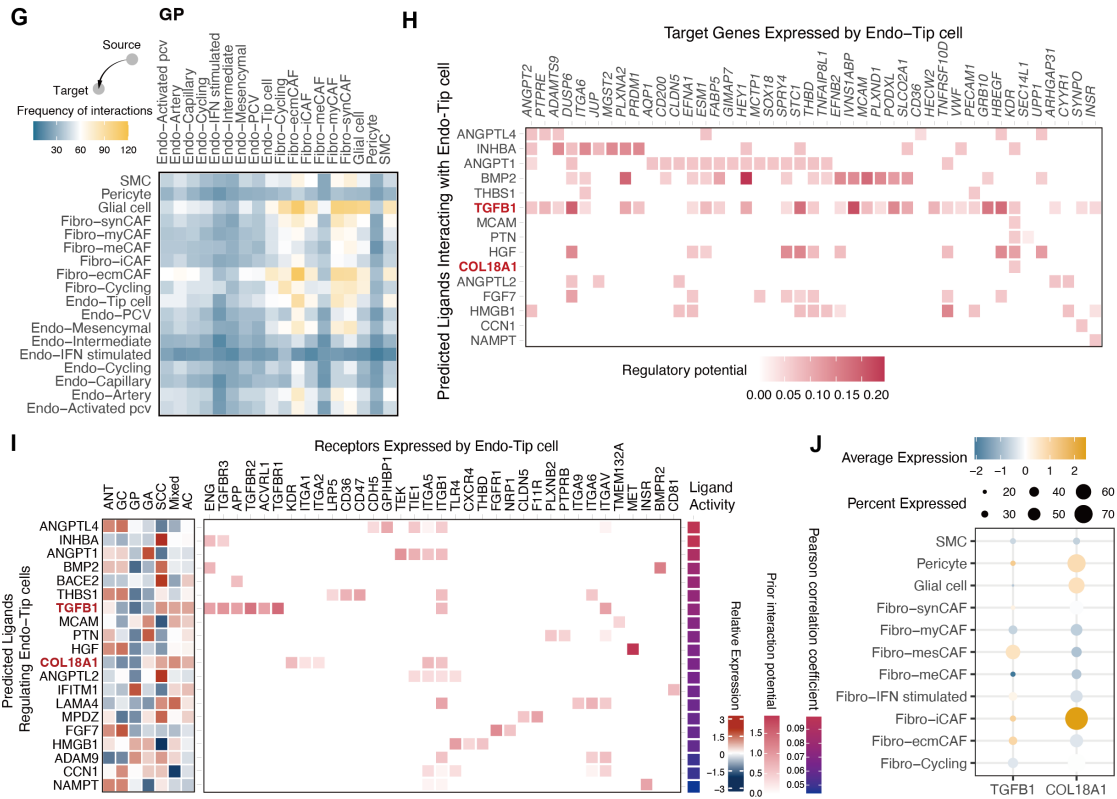 G
GP
Source
Target
Frequency of interactions
30 60 90 120
Endo−Activated pcv
Endo−Artery
Endo−Capillary
Endo−Cycling
Endo−IFN stimulated
Endo−Intermediate
Endo−Mesencymal
Endo−PCV
Endo−Tip cell
Fibro−Cycling
Fibro−ecmCAF
Fibro−iCAF
Fibro−meCAF
Fibro−myCAF
Fibro−synCAF
Glial cell
Pericyte
SMC
SMC
Pericyte
Glial cell
Fibro−synCAF
Fibro−myCAF
Fibro−meCAF
Fibro−iCAF
Fibro−ecmCAF
Fibro−Cycling
Endo−Tip cell
Endo−PCV
Endo−Mesencymal
Endo−Intermediate
Endo−IFN stimulated
Endo−Cycling
Endo−Capillary
Endo−Artery
Endo−Activated pcv
H
Target Genes Expressed by Endo−Tip cell
Predicted Ligands Interacting with Endo−Tip cell
ANGPT2
PTPRE
ADAMTS9
DUSP6
ITGA6
JUP
MGST2
PLXNA2
PRDM1
AQP1
CD200
CLDN5
EFNA1
ESM1
FKBP5
GIMAP7
HEY1
MCTP1
SOX18
SPRY4
STC1
THBD
TNFAIP8L1
EFNB2
IVNS1ABP
MCAM
PLXND1
PODXL
SLCO2A1
CD36
HECW2
TNFRSF10D
VWF
PECAM1
GRB10
HBEGF
KDR
SEC14L1
UPP1
ARHGAP31
CYYR1
SYNPO
INSR
ANGPTL4
INHBA
ANGPT1
BMP2
THBS1
TGFB1
MCAM
PTN
HGF
COL18A1
ANGPTL2
FGF7
HMGB1
CCN1
NAMPT
Regulatory potential
0.00 0.05 0.10 0.15 0.20
I
Receptors Expressed by Endo-Tip cell
Predicted Ligands
Regulating Endo−Tip cells
ANT
GC
GP
GA
SCC
Mixed
AC
ENG
TGFBR3
APP
TGFBR2
ACVRL1
TGFBR1
KDR
ITGA1
ITGA2
LRP5
CD36
CD47
CDH5
GPIHBP1
TEK
TIE1
ITGA5
ITGB1
TLR4
CXCR4
THBD
FGFR1
NRP1
CLDN5
F11R
PLXNB2
PTPRB
ITGA9
ITGA6
ITGAV
TMEM132A
MET
INSR
BMPR2
CD81
Ligand
Activity
ANGPTL4
INHBA
ANGPT1
BMP2
BACE2
THBS1
TGFB1
MCAM
PTN
HGF
COL18A1
ANGPTL2
IFITM1
LAMA4
MPDZ
FGF7
HMGB1
ADAM9
CCN1
NAMPT
Relative Expression
3
1.5
0
−1.5
−3
Prior interaction potential
1.5
1.0
0.5
0.0
Pearson correlation coefficient
0.09
0.08
0.07
0.06
0.05
J
Average Expression
−2 −1 0 1 2
Percent Expressed
20 40 60
30 50 70
SMC
Pericyte
Glial cell
Fibro−synCAF
Fibro−myCAF
Fibro−mesCAF
Fibro−meCAF
Fibro−IFN stimulated
Fibro−iCAF
Fibro−ecmCAF
Fibro−Cycling
TGFB1 COL18A1